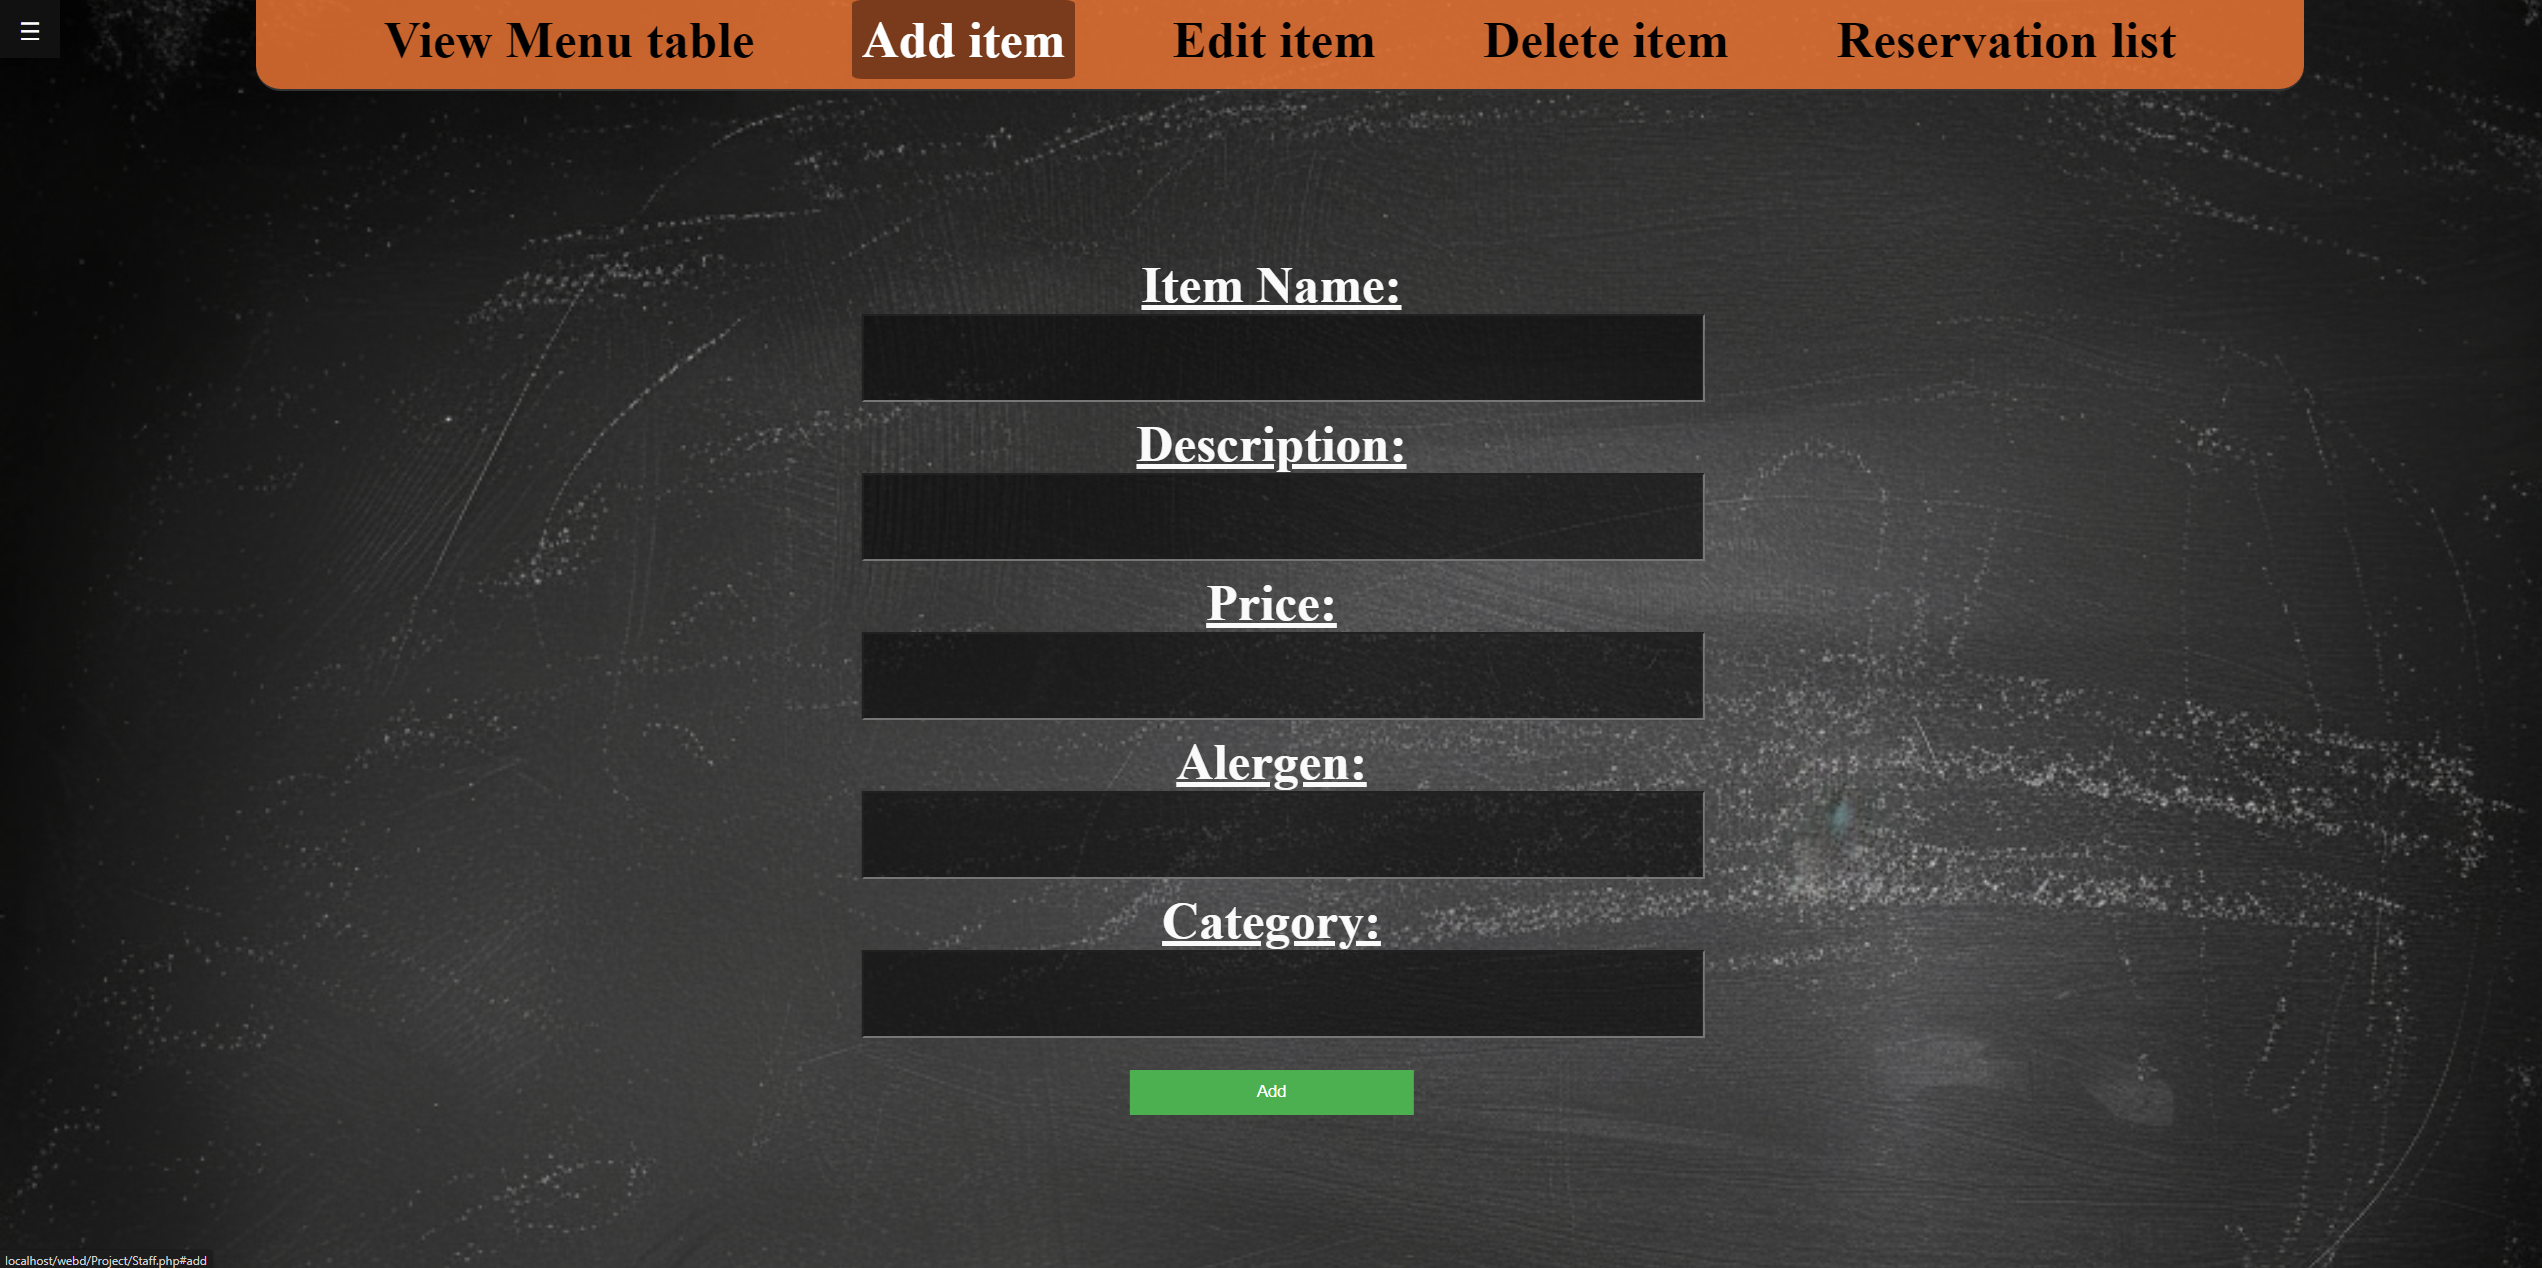 ☰
View Menu table Add item Edit item Delete item Reservation list
Item Name:
Description:
Price:
Alergen:
Category:
Add
localhost/webd/Project/Staff.php#add